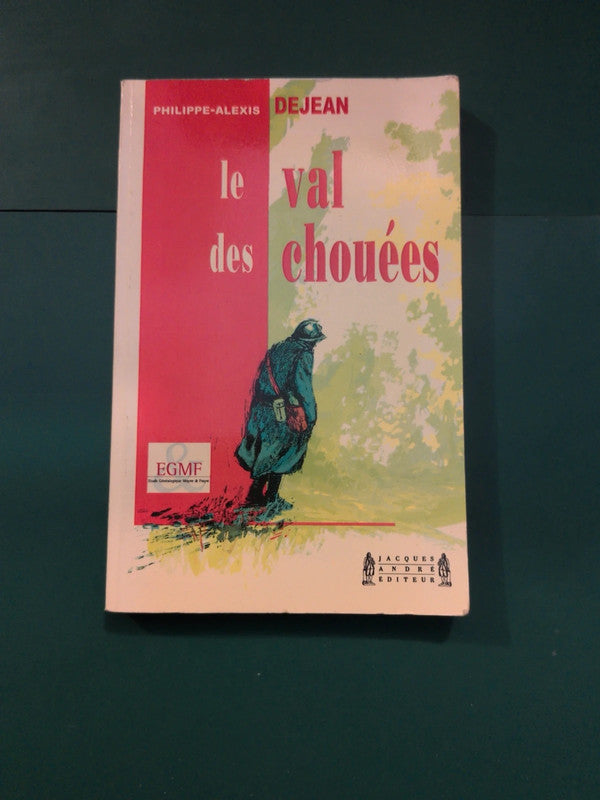 PHILIPPE-ALEXIS DEJEAN
le val
des chouées
&
EGMF
JACQUES
ANDRÉ
ÉDITEUR